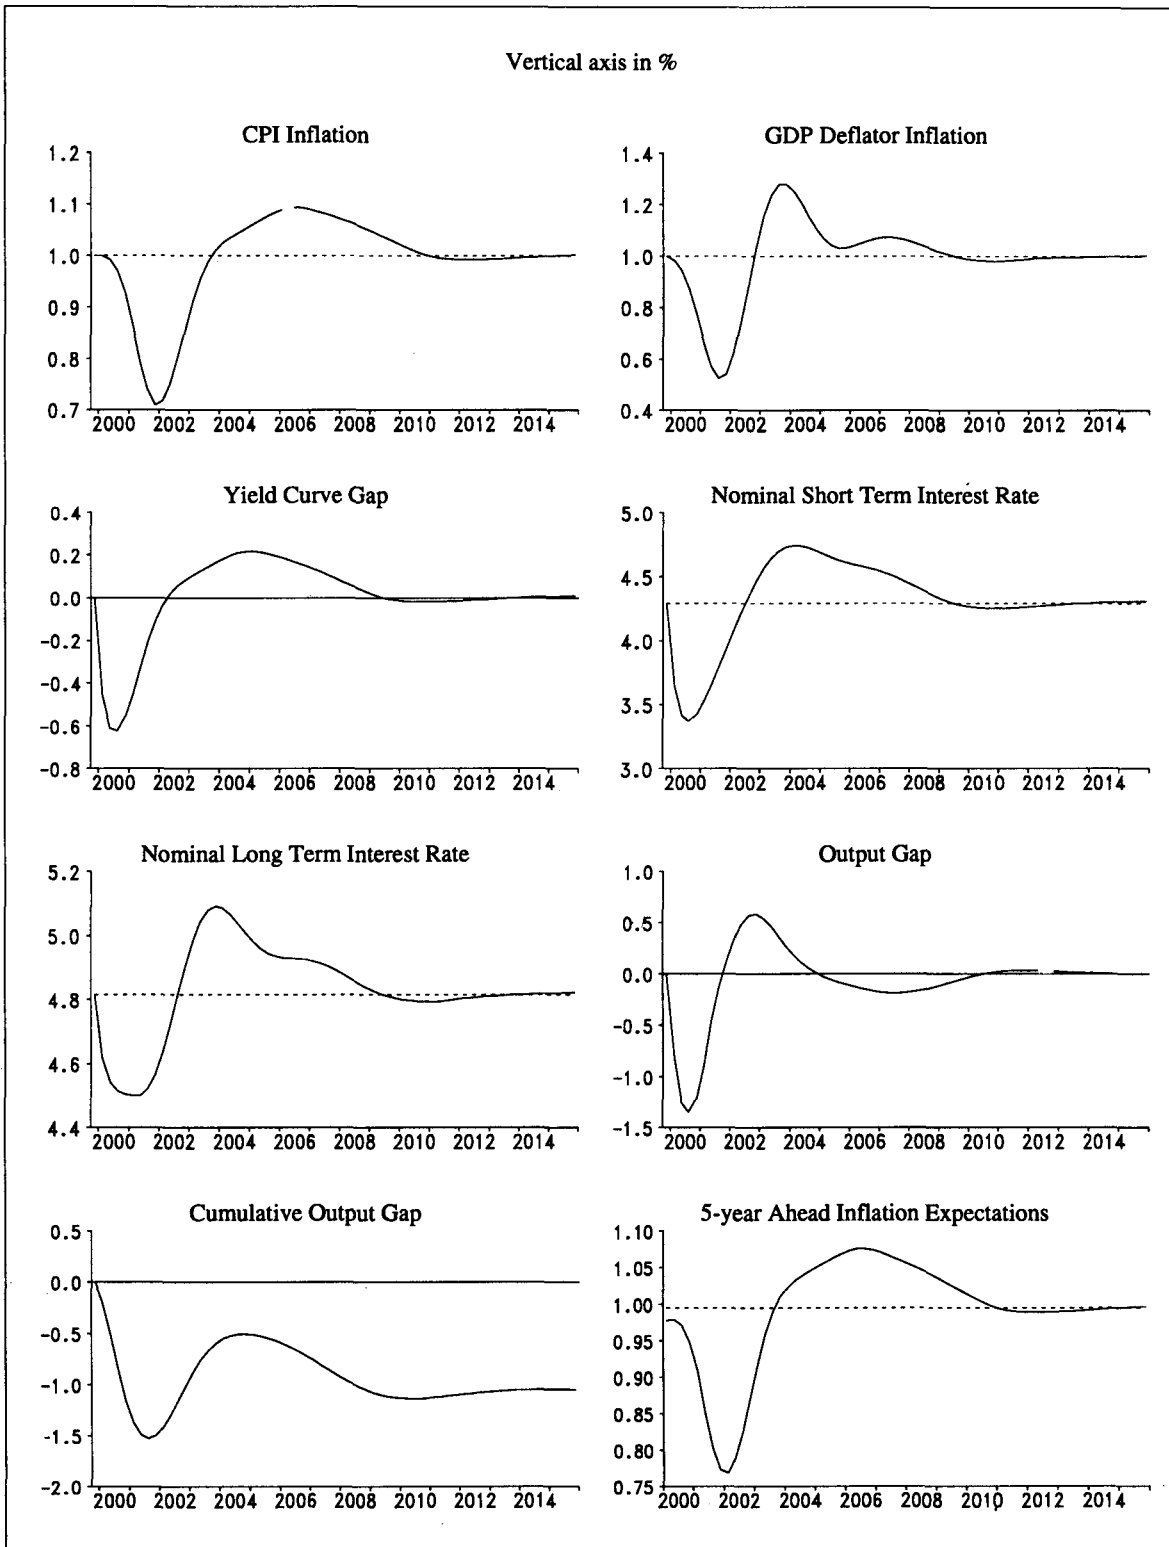 Vertical axis in %
CPI Inflation
1.2
1.1
1.0
0.9
0.8
0.7
2000 2002 2004 2006 2008 2010 2012 2014
GDP Deflator Inflation
1.4
1.2
1.0
0.8
0.6
0.4
2000 2002 2004 2006 2008 2010 2012 2014
Yield Curve Gap
0.4
0.2
0.0
-0.2
-0.4
-0.6
-0.8
2000 2002 2004 2006 2008 2010 2012 2014
Nominal Short Term Interest Rate
5.0
4.5
4.0
3.5
3.0
2000 2002 2004 2006 2008 2010 2012 2014
Nominal Long Term Interest Rate
5.2
5.0
4.8
4.6
4.4
2000 2002 2004 2006 2008 2010 2012 2014
Output Gap
1.0
0.5
0.0
-0.5
-1.0
-1.5
2000 2002 2004 2006 2008 2010 2012 2014
Cumulative Output Gap
0.5
0.0
-0.5
-1.0
-1.5
-2.0
2000 2002 2004 2006 2008 2010 2012 2014
5-year Ahead Inflation Expectations
1.10
1.05
1.00
0.95
0.90
0.85
0.80
0.75
2000 2002 2004 2006 2008 2010 2012 2014